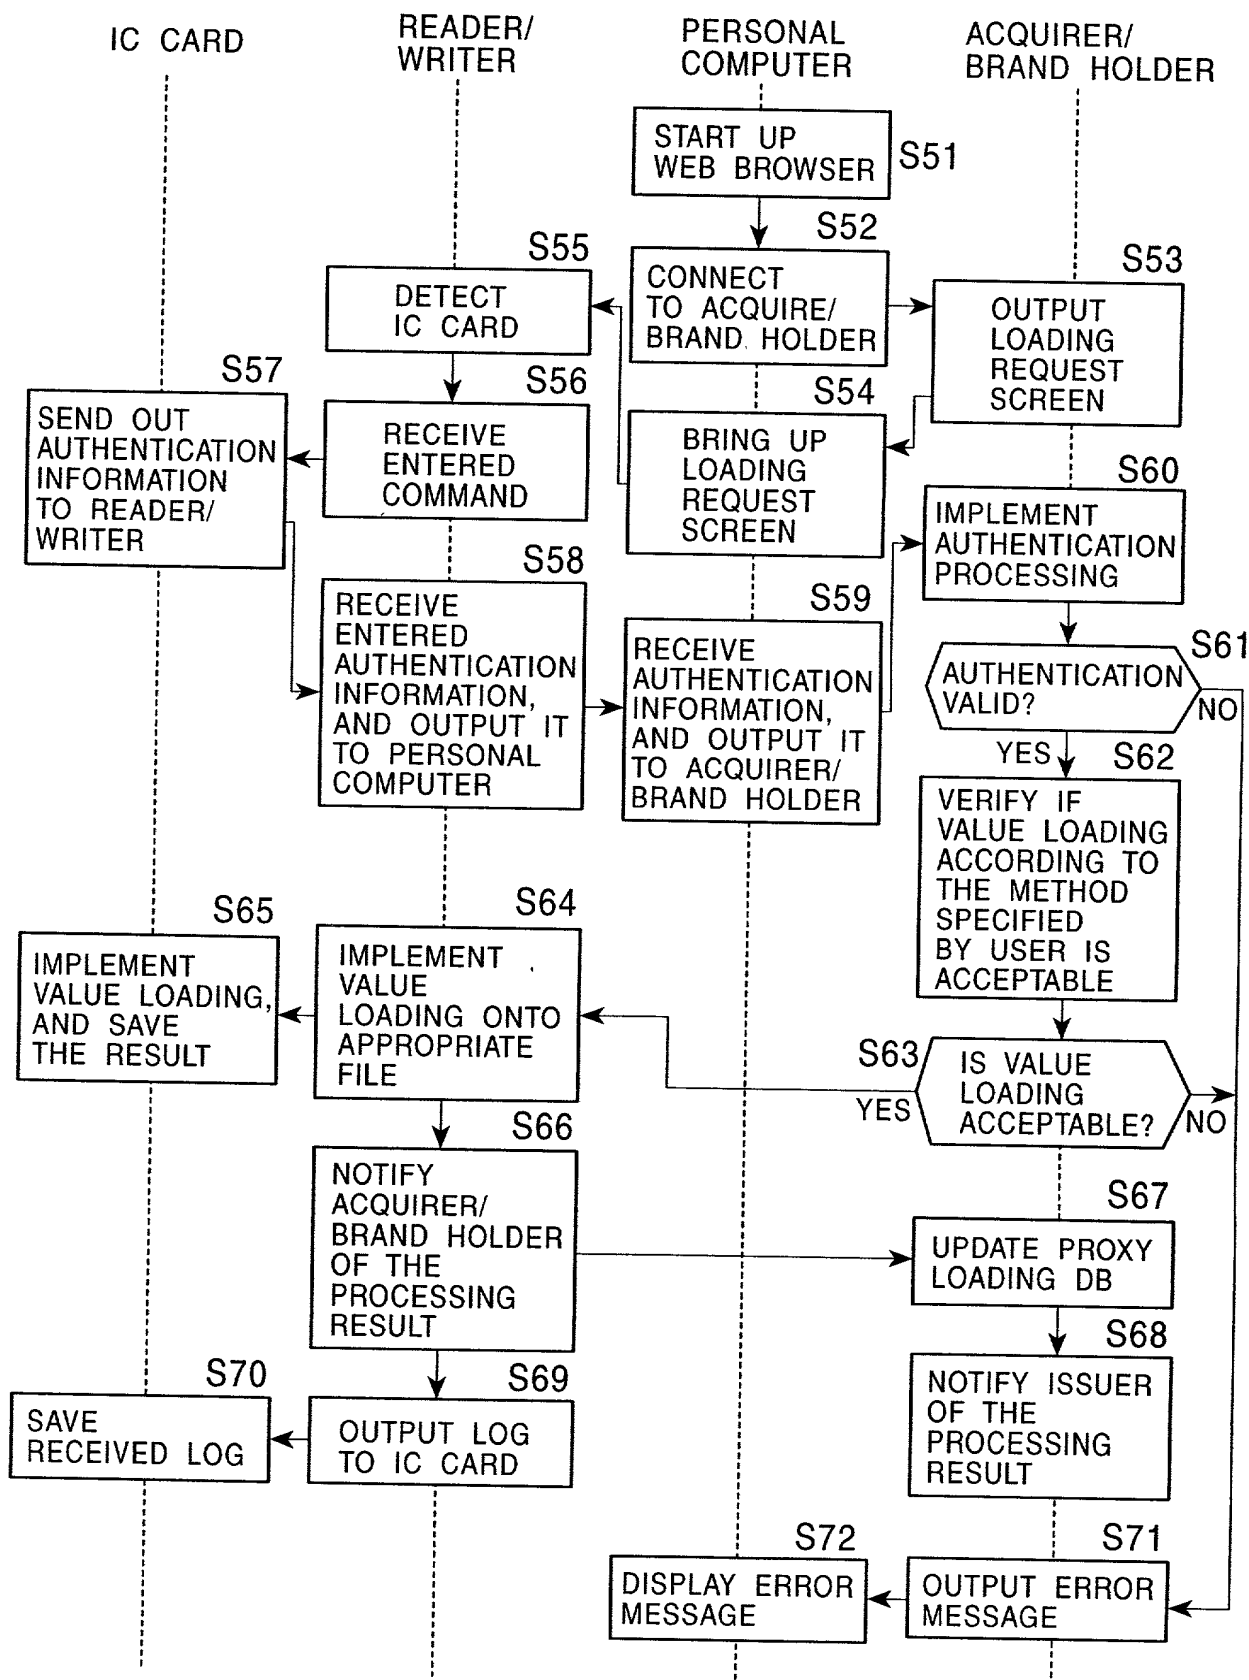 IC CARD
READER/
WRITER
PERSONAL
COMPUTER
ACQUIRER/
BRAND HOLDER
START UP
WEB BROWSER
S51
S52
CONNECT
TO ACQUIRE/
BRAND HOLDER
S53
OUTPUT
LOADING
REQUEST
SCREEN
S54
BRING UP
LOADING
REQUEST
SCREEN
S55
DETECT
IC CARD
S56
RECEIVE
ENTERED
COMMAND
S57
SEND OUT
AUTHENTICATION
INFORMATION
TO READER/
WRITER
S58
RECEIVE
ENTERED
AUTHENTICATION
INFORMATION,
AND OUTPUT IT
TO PERSONAL
COMPUTER
S59
RECEIVE
AUTHENTICATION
INFORMATION,
AND OUTPUT IT
TO ACQUIRER/
BRAND HOLDER
S60
IMPLEMENT
AUTHENTICATION
PROCESSING
S61
AUTHENTICATION
VALID?
NO
YES
S62
VERIFY IF
VALUE LOADING
ACCORDING TO
THE METHOD
SPECIFIED
BY USER IS
ACCEPTABLE
S63
IS VALUE
LOADING
ACCEPTABLE?
YES
NO
S64
IMPLEMENT
VALUE
LOADING ONTO
APPROPRIATE
FILE
S65
IMPLEMENT
VALUE LOADING,
AND SAVE
THE RESULT
S66
NOTIFY
ACQUIRER/
BRAND HOLDER
OF THE
PROCESSING
RESULT
S67
UPDATE PROXY
LOADING DB
S68
NOTIFY ISSUER
OF THE
PROCESSING
RESULT
S69
OUTPUT LOG
TO IC CARD
S70
SAVE
RECEIVED LOG
S71
OUTPUT ERROR
MESSAGE
S72
DISPLAY ERROR
MESSAGE